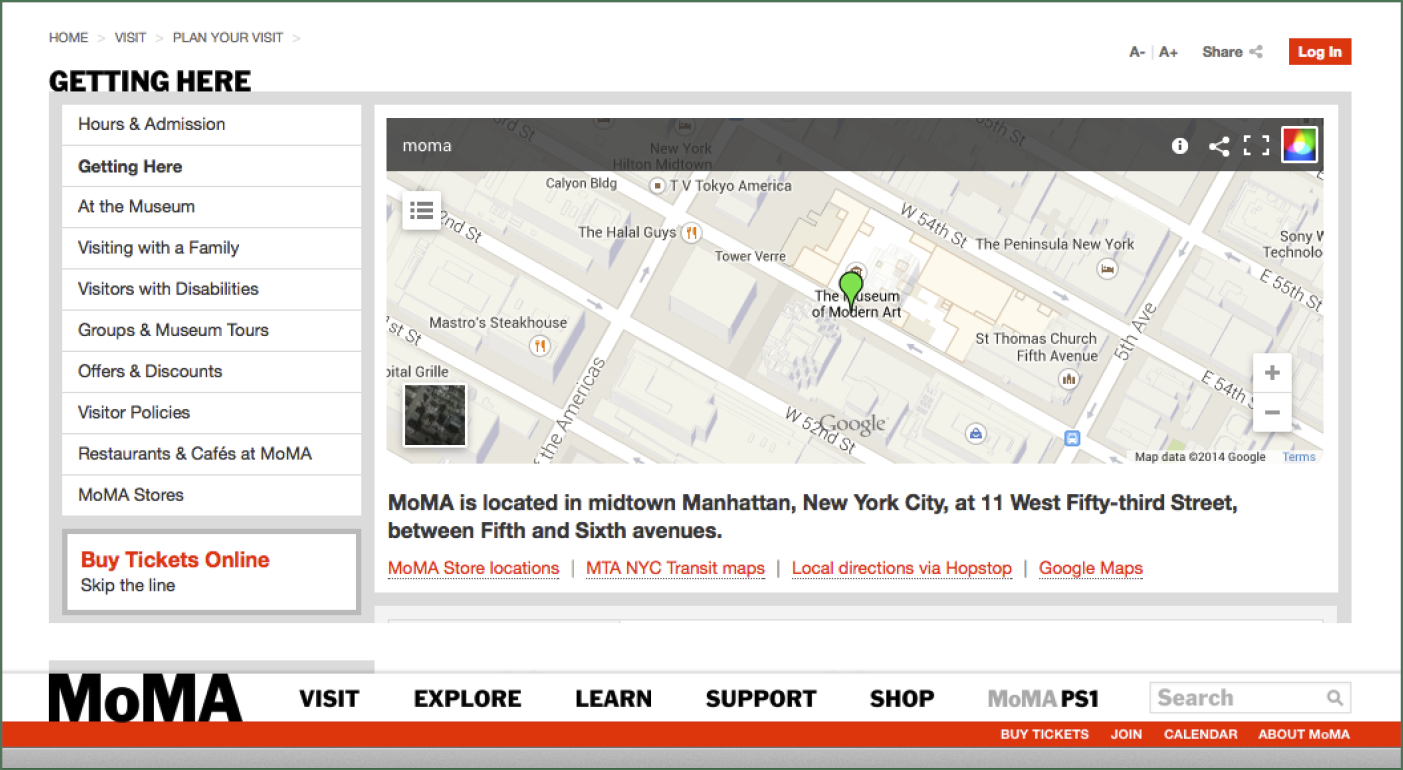 HOME > VISIT > PLAN YOUR VISIT >
A- | A+ Share Log In
GETTING HERE
Hours & Admission
Getting Here
At the Museum
Visiting with a Family
Visitors with Disabilities
Groups & Museum Tours
Offers & Discounts
Visitor Policies
Restaurants & Cafés at MoMA
MoMA Stores
Buy Tickets Online
Skip the line
moma
New York
Hilton Midtown
55th St
Calyon Bldg
T V Tokyo America
The Halal Guys
Tower Verre
W 54th St
The Peninsula New York
Sony
Technolo
E 55th St
The Museum
of Modern Art
Mastro's Steakhouse
St Thomas Church
Fifth Avenue
5th Ave
E 54th St
pital Grille
the Americas
W 52nd St
Google
Map data ©2014 Google Terms
MoMA is located in midtown Manhattan, New York City, at 11 West Fifty-third Street,
between Fifth and Sixth avenues.
MoMA Store locations | MTA NYC Transit maps | Local directions via Hopstop | Google Maps
MoMA VISIT EXPLORE LEARN SUPPORT SHOP MoMA PS1 Search
BUY TICKETS JOIN CALENDAR ABOUT MoMA